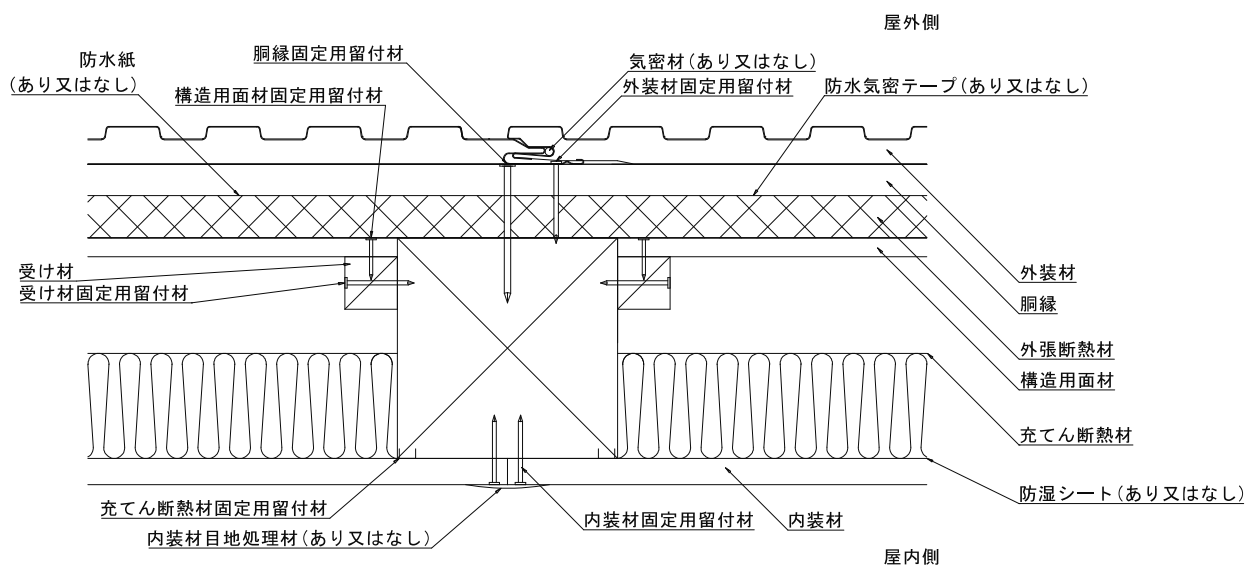 屋外側
防水紙
(あり又はなし)
胴縁固定用留付材
構造用面材固定用留付材
気密材(あり又はなし)
外装材固定用留付材
防水気密テープ(あり又はなし)
受け材
受け材固定用留付材
外装材
胴縁
外張断熱材
構造用面材
充てん断熱材
防湿シート(あり又はなし)
充てん断熱材固定用留付材
内装材目地処理材(あり又はなし)
内装材固定用留付材
内装材
屋内側